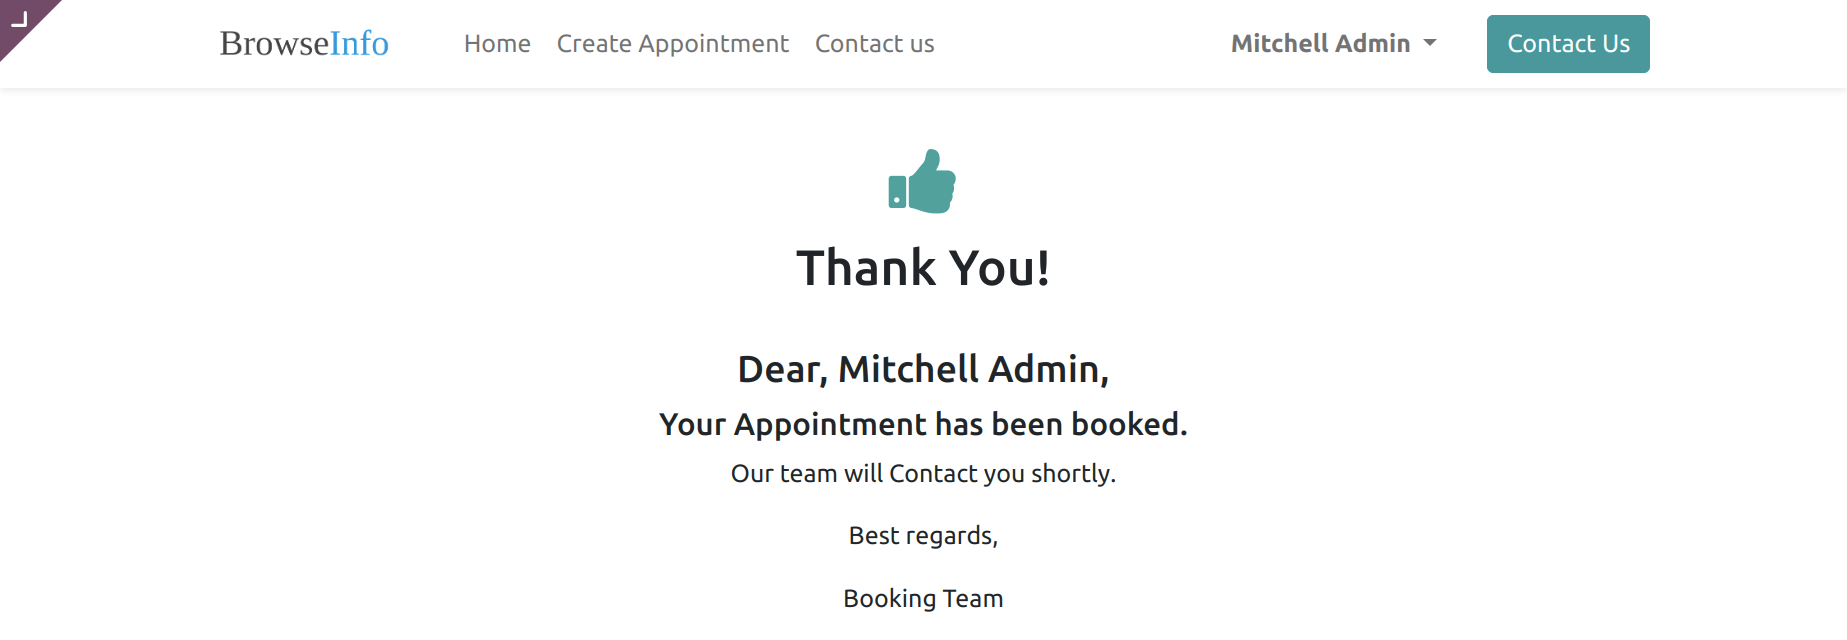 BrowseInfo Home Create Appointment Contact us Mitchell Admin Contact Us
Thank You!
Dear, Mitchell Admin,
Your Appointment has been booked.
Our team will Contact you shortly.
Best regards,
Booking Team